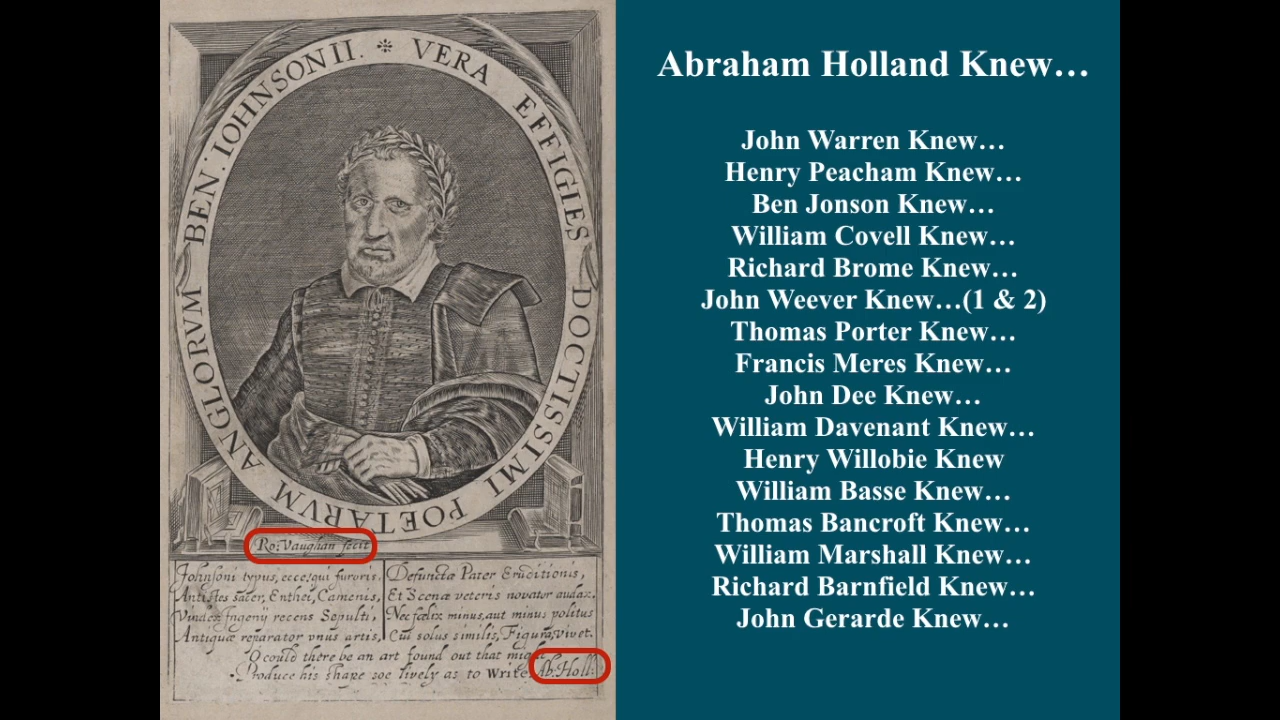 BEN: IOHNSONII. * VERA EFFIGIES DOCTISSIMI POETARVM ANGLORVM
Ro: Vaughan fecit
Johnsoni typus, ecce! qui furoris,
Antistes sacer, Enthei, Camenis,
Vindex Ingenij recens Sepulti,
Antiquæ reparator vnus artis,
Defunctæ Pater Eruditionis,
Et Scenæ veteris novator audax.
Nec fœlix minus, aut minus politus
Cui solus similis, Figura, vivet.
O could there be an art found out that might
Produce his shape soe lively as to Write. Ab: Holl:
Abraham Holland Knew…
John Warren Knew…
Henry Peacham Knew…
Ben Jonson Knew…
William Covell Knew…
Richard Brome Knew…
John Weever Knew…(1 & 2)
Thomas Porter Knew…
Francis Meres Knew…
John Dee Knew…
William Davenant Knew…
Henry Willobie Knew
William Basse Knew…
Thomas Bancroft Knew…
William Marshall Knew…
Richard Barnfield Knew…
John Gerarde Knew…